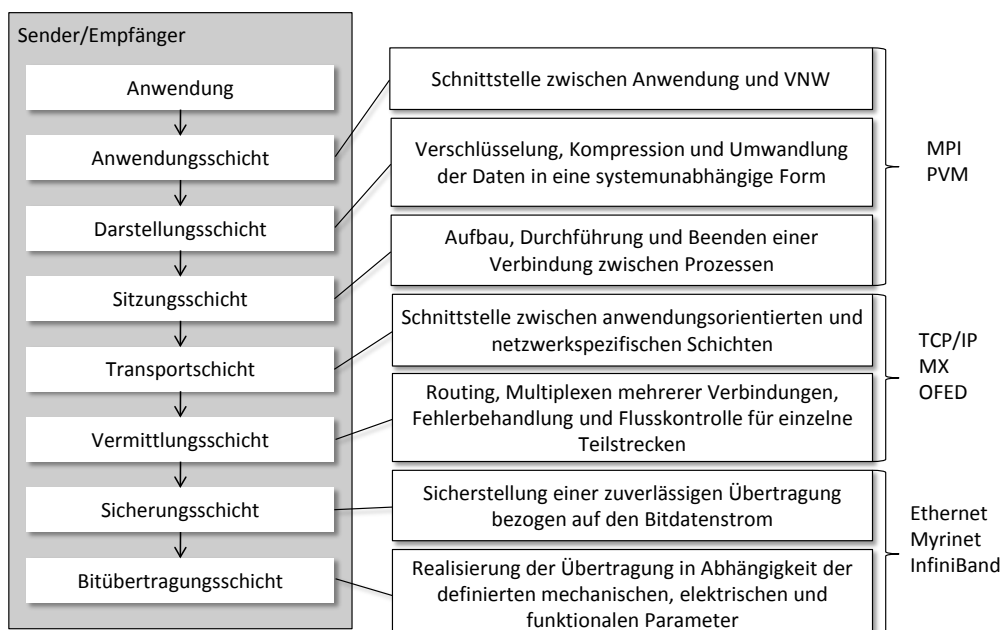 Sender/Empfänger
Anwendung
Anwendungsschicht
Darstellungsschicht
Sitzungsschicht
Transportschicht
Vermittlungsschicht
Sicherungsschicht
Bitübertragungsschicht
Schnittstelle zwischen Anwendung und VNW
Verschlüsselung, Kompression und Umwandlung
der Daten in eine systemunabhängige Form
Aufbau, Durchführung und Beenden einer
Verbindung zwischen Prozessen
Schnittstelle zwischen anwendungsorientierten und
netzwerkspezifischen Schichten
Routing, Multiplexen mehrerer Verbindungen,
Fehlerbehandlung und Flusskontrolle für einzelne
Teilstrecken
Sicherstellung einer zuverlässigen Übertragung
bezogen auf den Bitdatenstrom
Realisierung der Übertragung in Abhängigkeit der
definierten mechanischen, elektrischen und
funktionalen Parameter
MPI
PVM
TCP/IP
MX
OFED
Ethernet
Myrinet
InfiniBand